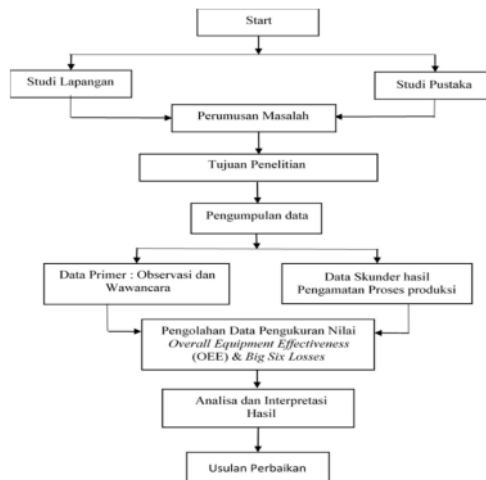 Start
Studi Lapangan
Studi Pustaka
Perumusan Masalah
Tujuan Penelitian
Pengumpulan data
Data Primer : Observasi dan
Wawancara
Data Skunder hasil
Pengamatan Proses produksi
Pengolahan Data Pengukuran Nilai
Overall Equipment Effectiveness
(OEE) & Big Six Losses
Analisa dan Interpretasi
Hasil
Usulan Perbaikan